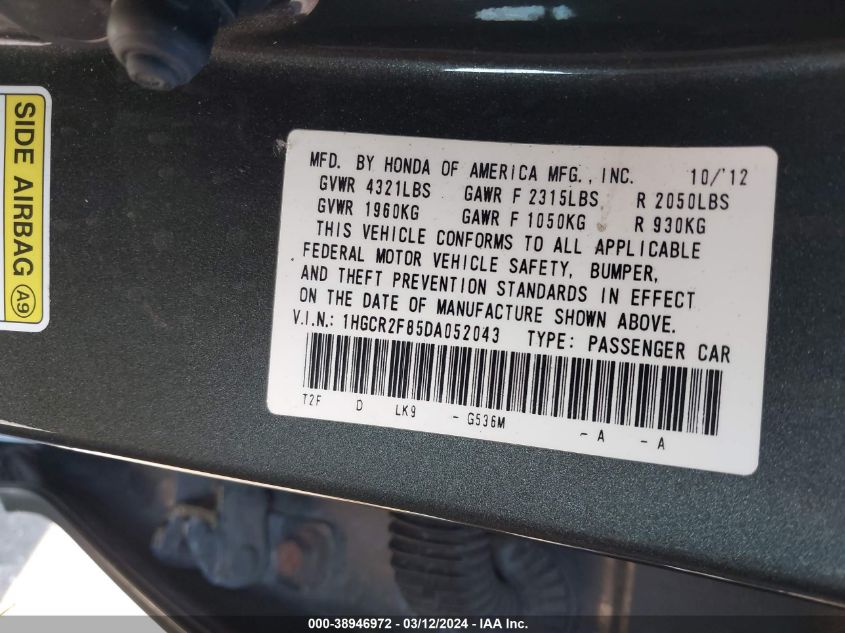 SIDE AIRBAG A9
MFD. BY HONDA OF AMERICA MFG., INC. 10/'12
GVWR 4321LBS GAWR F 2315LBS R 2050LBS
GVWR 1960KG GAWR F 1050KG R 930KG
THIS VEHICLE CONFORMS TO ALL APPLICABLE
FEDERAL MOTOR VEHICLE SAFETY, BUMPER,
AND THEFT PREVENTION STANDARDS IN EFFECT
ON THE DATE OF MANUFACTURE SHOWN ABOVE.
V.I.N.: 1HGCR2F85DA052043 TYPE: PASSENGER CAR
T2F D LK9 - G536M - A - A
000-38946972 - 03/12/2024 - IAA Inc.